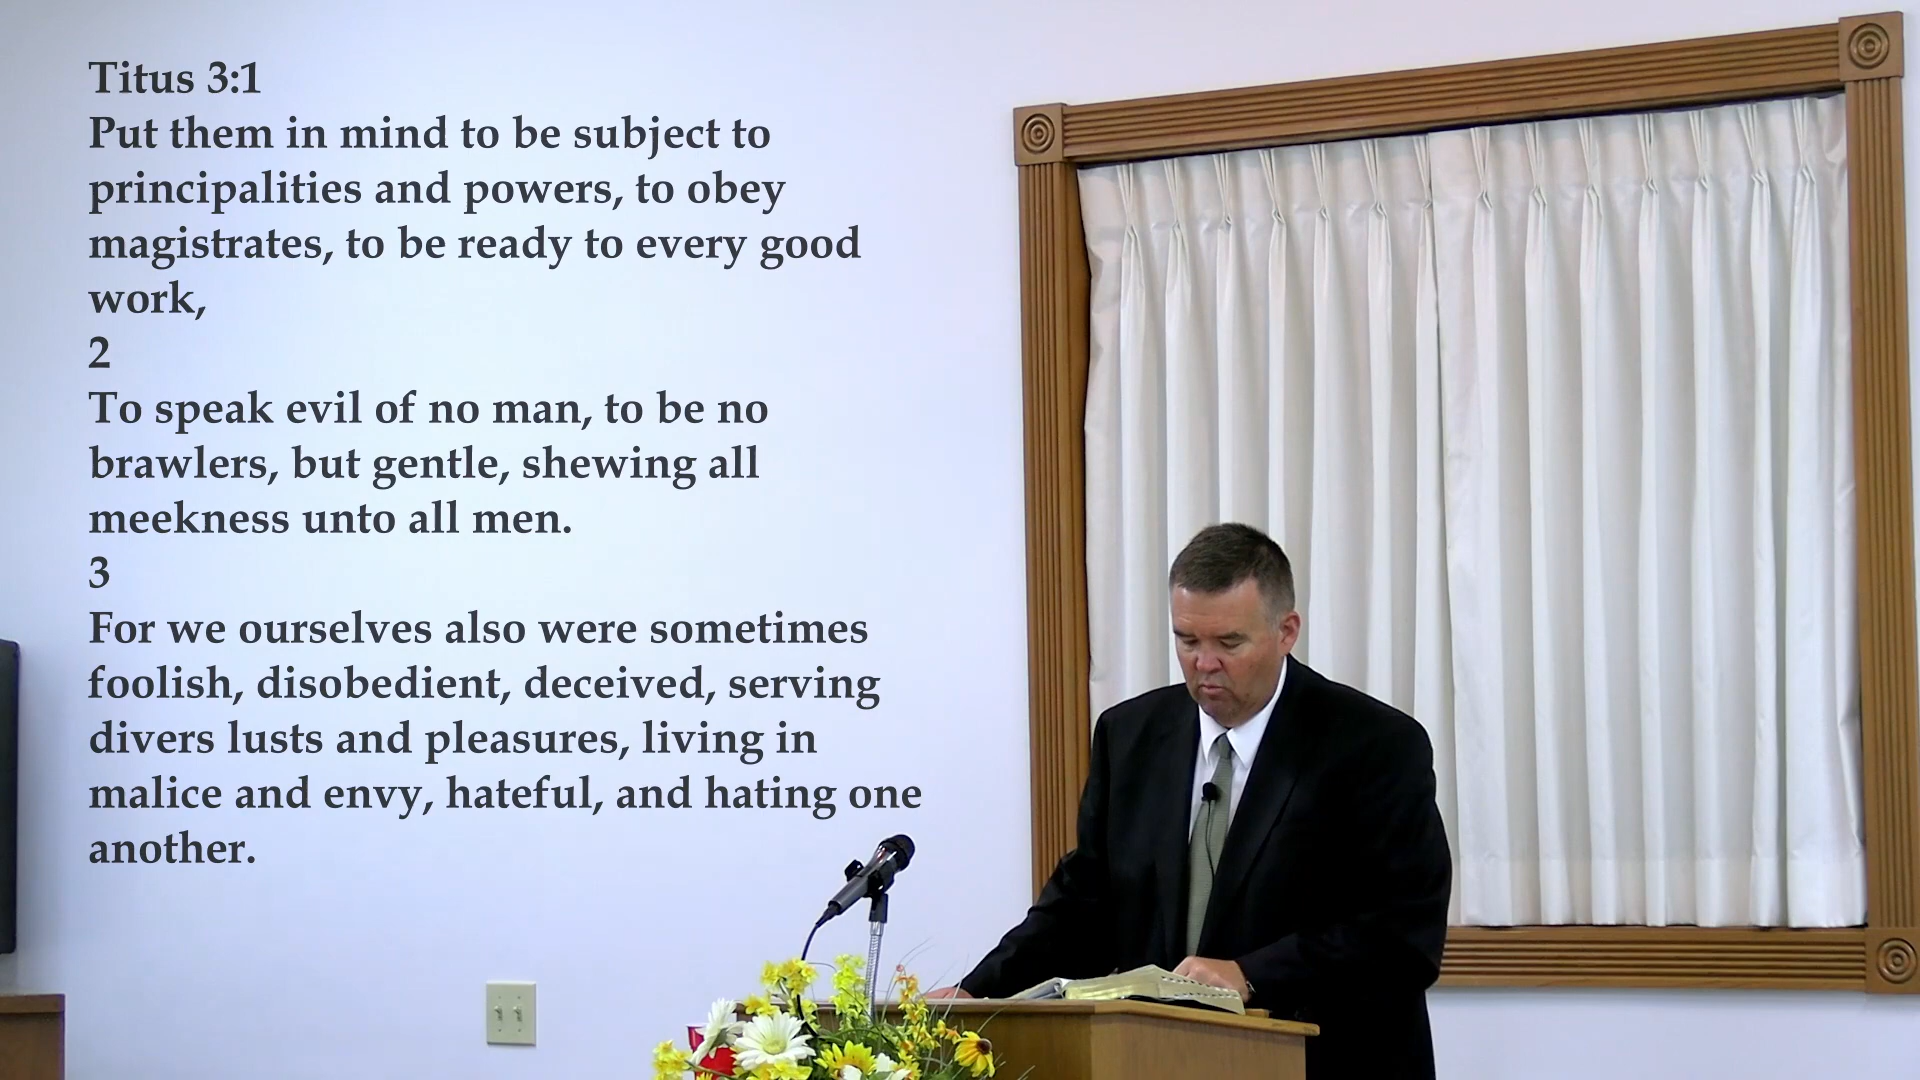 Titus 3:1
Put them in mind to be subject to
principalities and powers, to obey
magistrates, to be ready to every good
work,
2
To speak evil of no man, to be no
brawlers, but gentle, shewing all
meekness unto all men.
3
For we ourselves also were sometimes
foolish, disobedient, deceived, serving
divers lusts and pleasures, living in
malice and envy, hateful, and hating one
another.